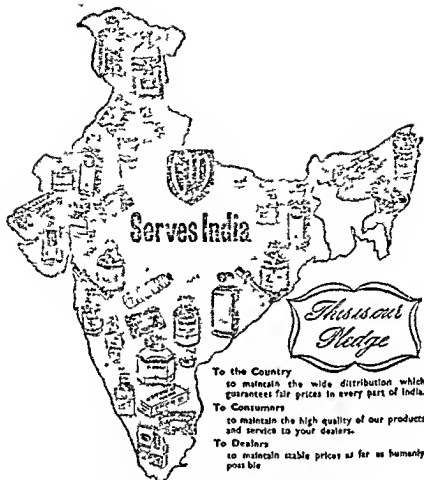 Serves India
This is our
Pledge
To the Country
to maintain the wide distribution which
guarantees fair prices in every part of India.
To Consumers
to maintain the high quality of our products
and service to your dealers.
To Dealers
to maintain stable prices as far as humanly
possible